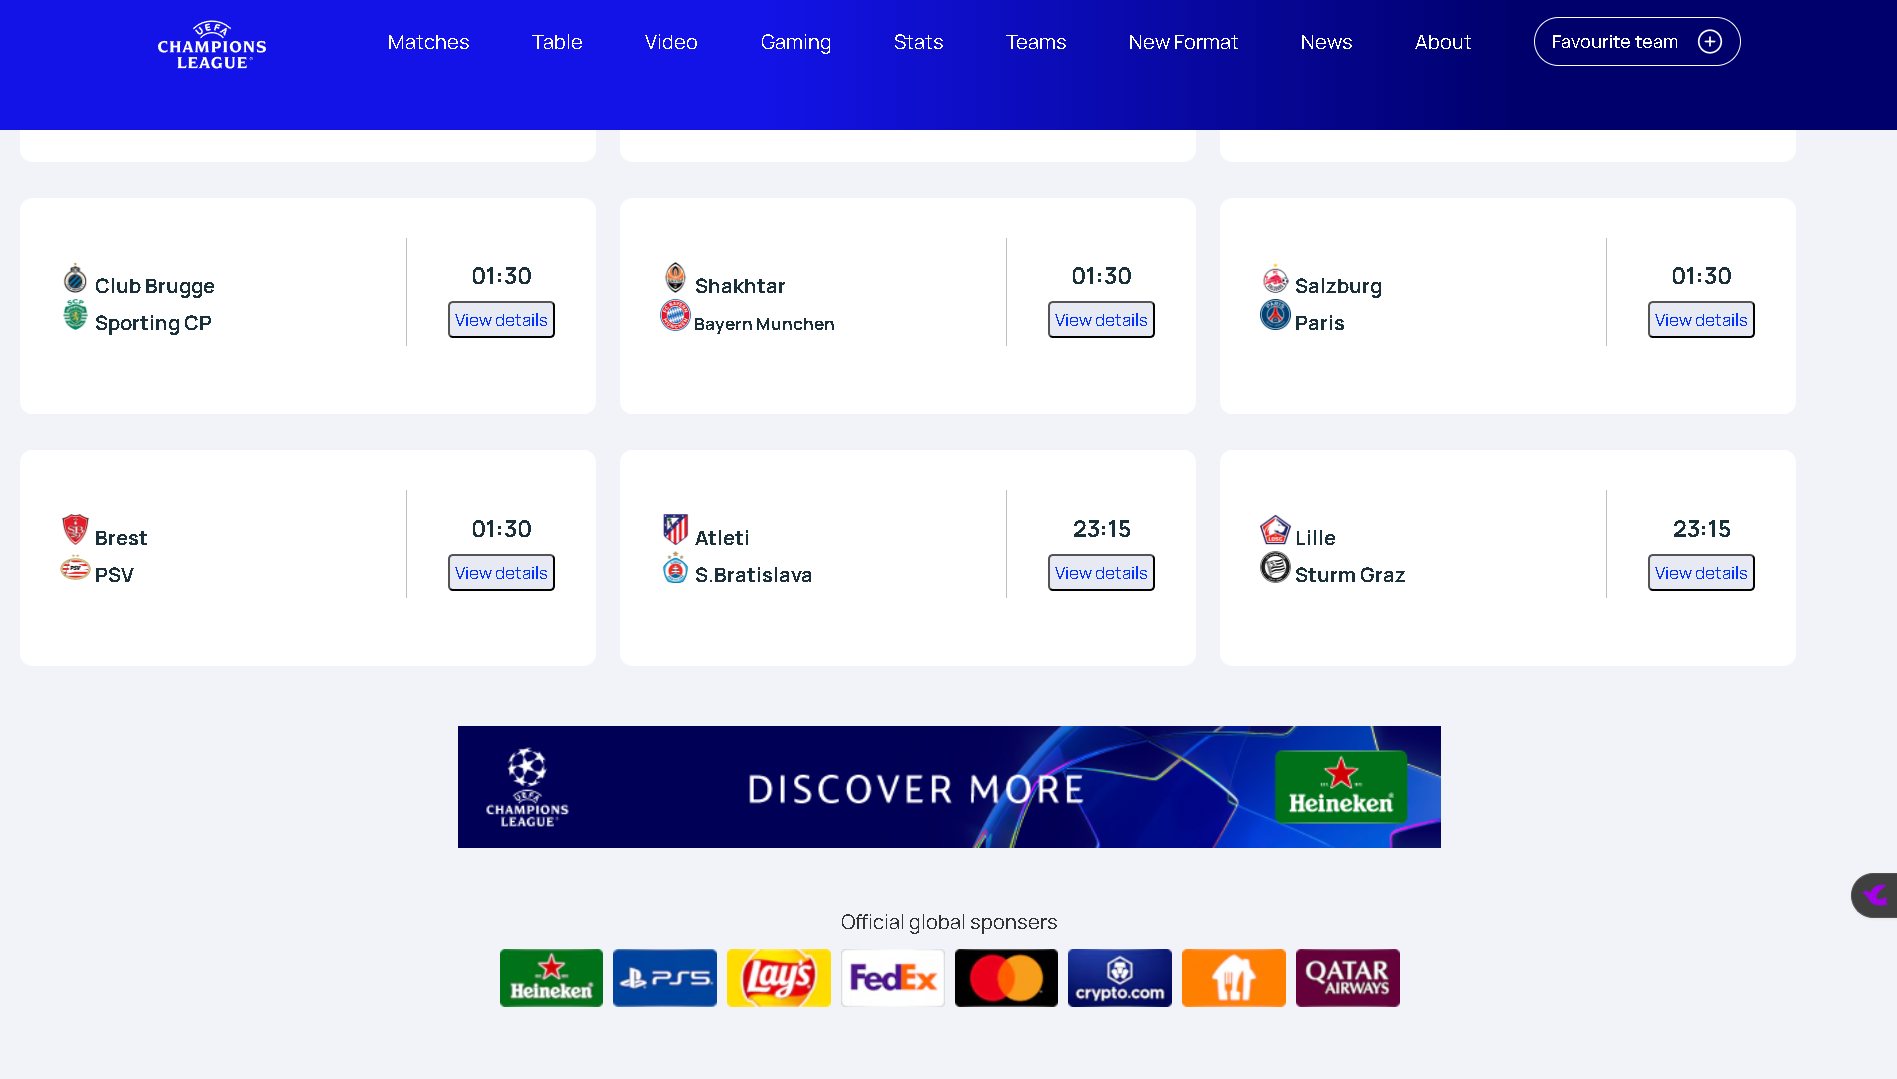 UEFA
CHAMPIONS
LEAGUE
Matches
Table
Video
Gaming
Stats
Teams
New Format
News
About
Favourite team
Club Brugge
Sporting CP
01:30
View details
Shakhtar
Bayern Munchen
01:30
View details
Salzburg
Paris
01:30
View details
Brest
PSV
01:30
View details
Atleti
S.Bratislava
23:15
View details
Lille
Sturm Graz
23:15
View details
UEFA
CHAMPIONS
LEAGUE
DISCOVER MORE
Heineken
Official global sponsers
Heineken
PS5
Lay's
FedEx
crypto.com
QATAR
AIRWAYS